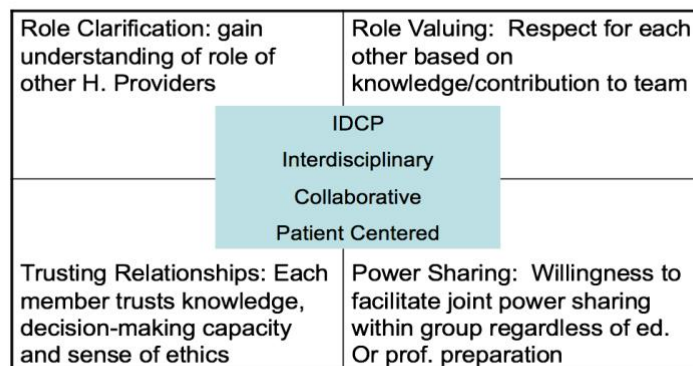 Role Clarification: gain
understanding of role of
other H. Providers
Role Valuing: Respect for each
other based on
knowledge/contribution to team
IDCP
Interdisciplinary
Collaborative
Patient Centered
Trusting Relationships: Each
member trusts knowledge,
decision-making capacity
and sense of ethics
Power Sharing: Willingness to
facilitate joint power sharing
within group regardless of ed.
Or prof. preparation